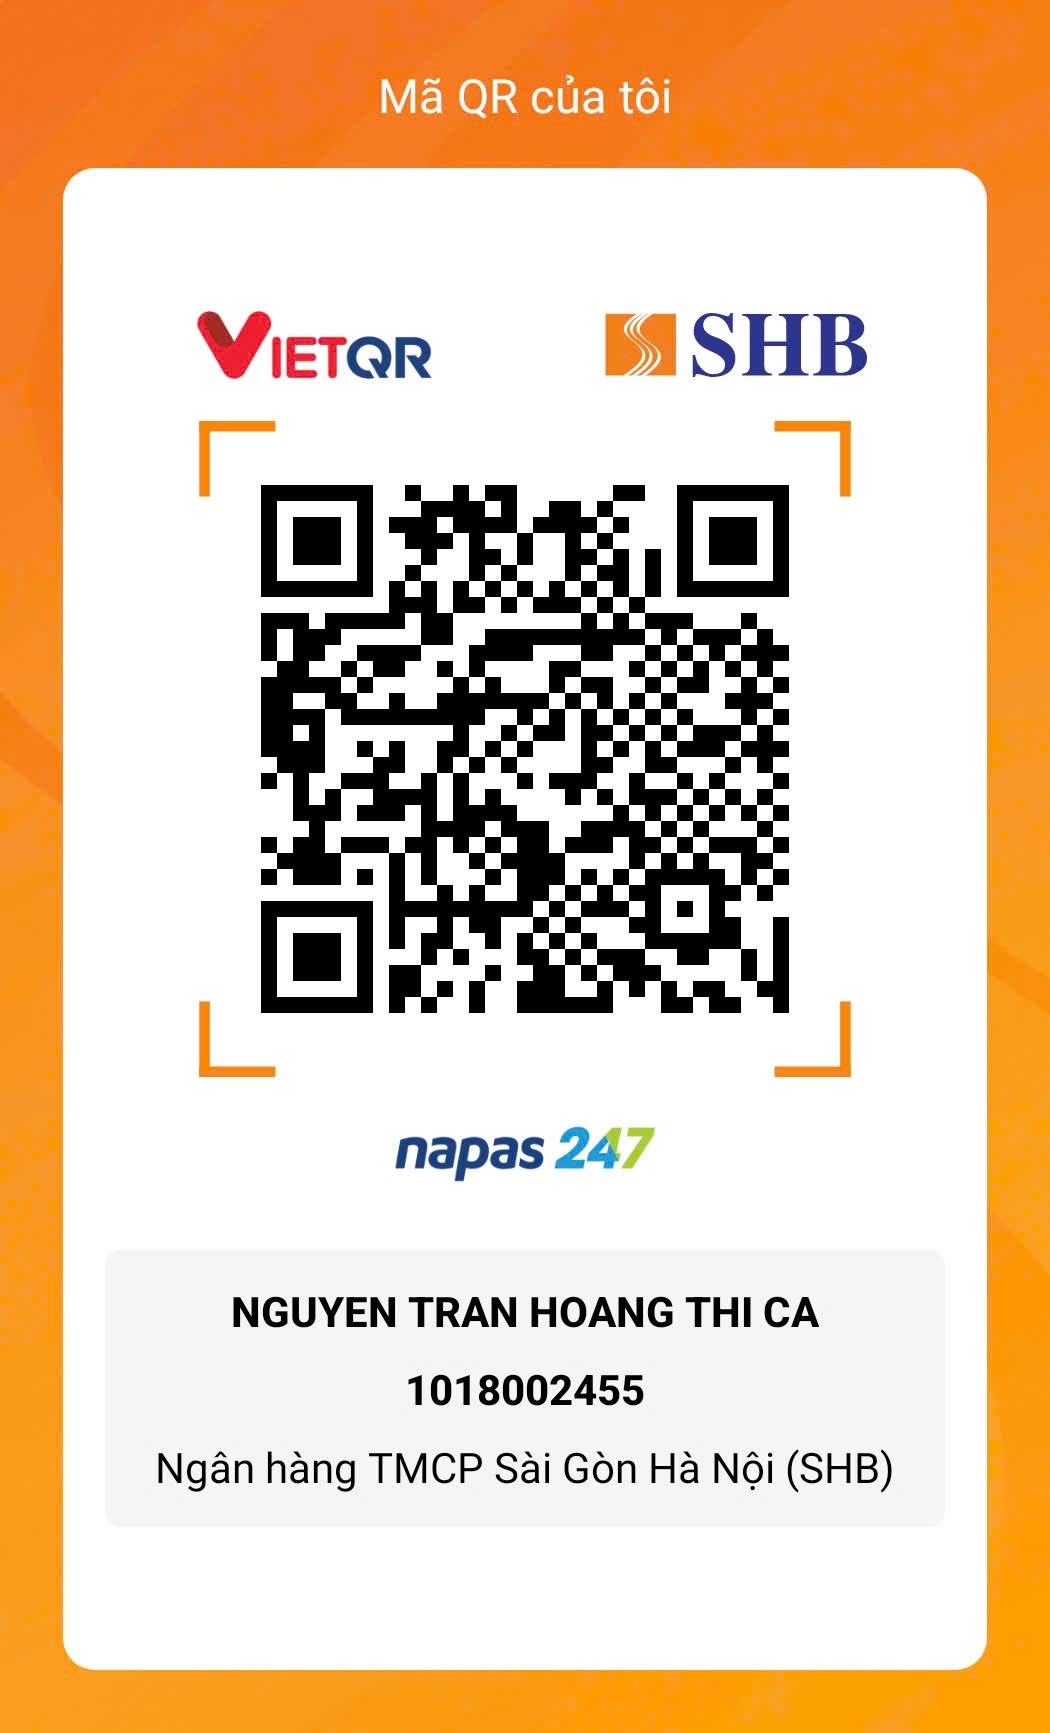 Mã QR của tôi
VIETQR SHB
napas 247
NGUYEN TRAN HOANG THI CA
1018002455
Ngân hàng TMCP Sài Gòn Hà Nội (SHB)